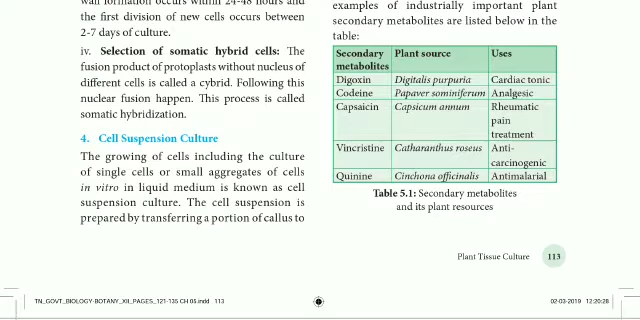 wall formation occurs within 24-48 hours and
the first division of new cells occurs between
2-7 days of culture.
iv. Selection of somatic hybrid cells: The
fusion product of protoplasts without nucleus of
different cells is called a cybrid. Following this
nuclear fusion happen. This process is called
somatic hybridization.
4. Cell Suspension Culture
The growing of cells including the culture
of single cells or small aggregates of cells
in vitro in liquid medium is known as cell
suspension culture. The cell suspension is
prepared by transferring a portion of callus to
examples of industrially important plant
secondary metabolites are listed below in the
table:
Secondary metabolites Plant source Uses
Digoxin Digitalis purpuria Cardiac tonic
Codeine Papaver sominiferum Analgesic
Capsaicin Capsicum annum Rheumatic pain treatment
Vincristine Catharanthus roseus Anti-carcinogenic
Quinine Cinchona officinalis Antimalarial
Table 5.1: Secondary metabolites
and its plant resources
Plant Tissue Culture 113
TN_GOVT_BIOLOGY-BOTANY_XII_PAGES_121-135 CH 05.indd 113 02-03-2019 12:20:28